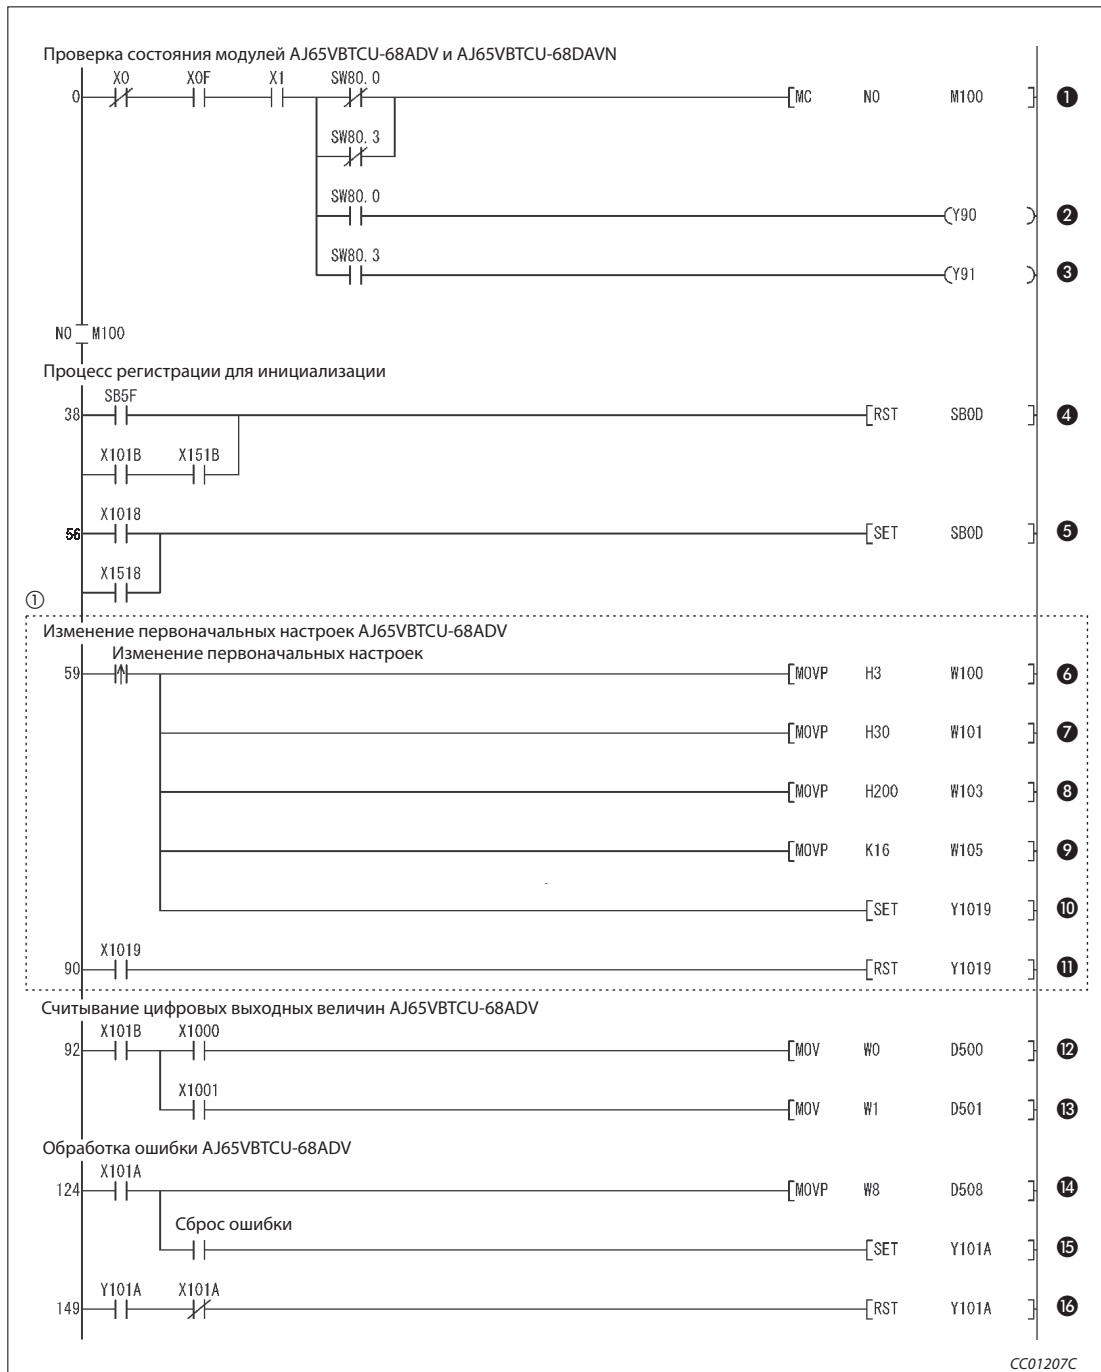 Проверка состояния модулей AJ65VBTCU-68ADV и AJ65VBTCU-68DAVN
X0 X0F X1 SW80.0
0 [MC N0 M100 ] ❶
SW80.3
SW80.0
(Y90 ) ❷
SW80.3
(Y91 ) ❸
N0 M100
Процесс регистрации для инициализации
SB5F
38 [RST SB0D ] ❹
X101B X151B
X1018
56 [SET SB0D ] ❺
X1518
①
Изменение первоначальных настроек AJ65VBTCU-68ADV
Изменение первоначальных настроек
59 [MOVP H3 W100 ] ❻
[MOVP H30 W101 ] ❼
[MOVP H200 W103 ] ❽
[MOVP K16 W105 ] ❾
[SET Y1019 ] ❿
X1019
90 [RST Y1019 ] ⓫
Считывание цифровых выходных величин AJ65VBTCU-68ADV
X101B X1000
92 [MOV W0 D500 ] ⓬
X1001
[MOV W1 D501 ] ⓭
Обработка ошибки AJ65VBTCU-68ADV
X101A
124 [MOVP W8 D508 ] ⓮
Сброс ошибки
[SET Y101A ] ⓯
Y101A X101A
149 [RST Y101A ] ⓰
CC01207C